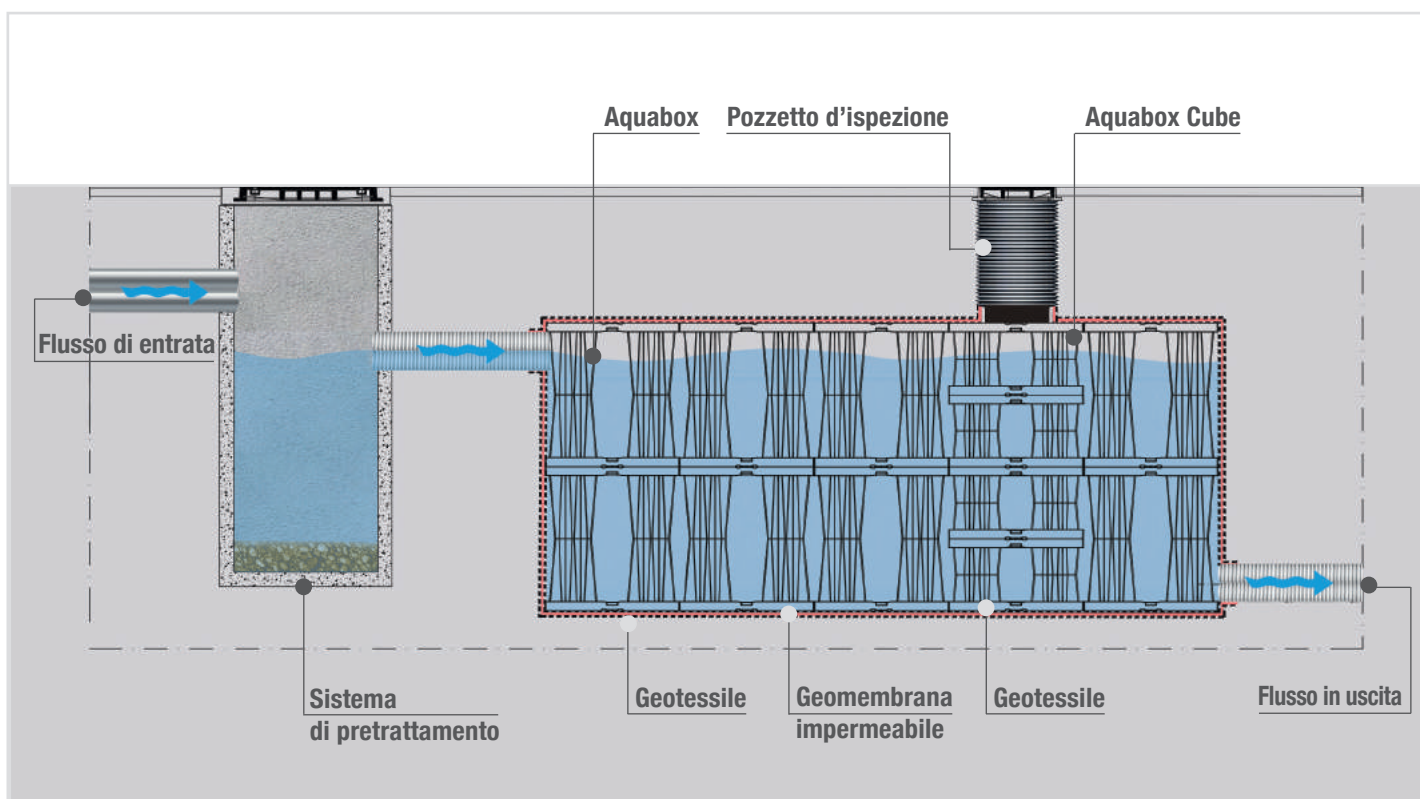 Aquabox
Pozzetto d’ispezione
Aquabox Cube
Flusso di entrata
Sistema
di pretrattamento
Geotessile
Geomembrana
impermeabile
Geotessile
Flusso in uscita